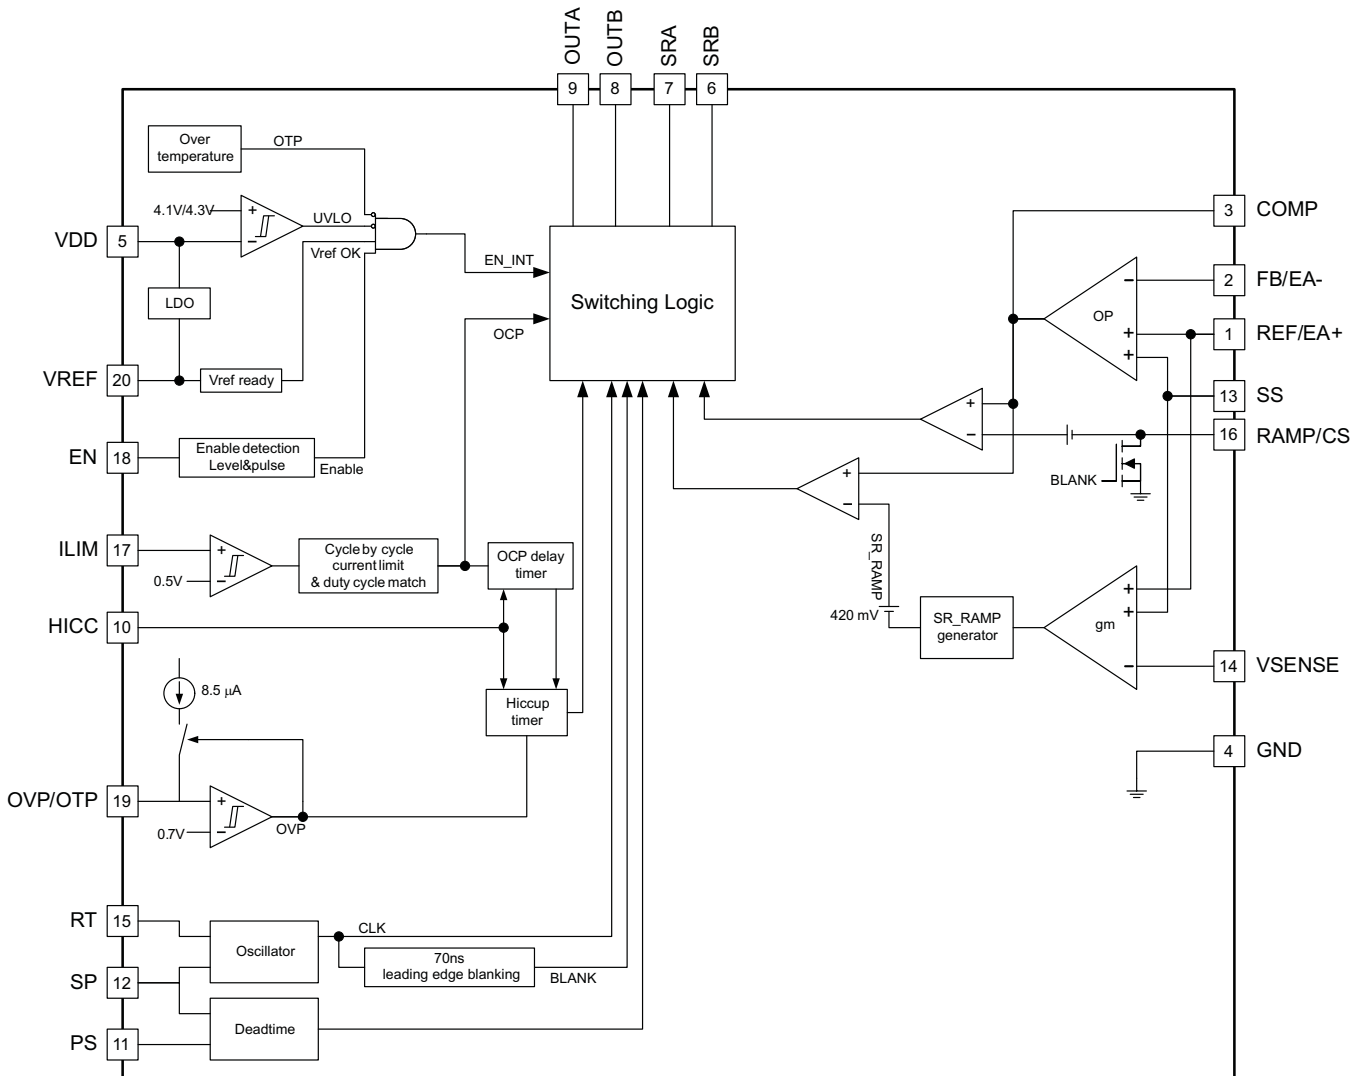 OUTA
OUTB
SRA
SRB
9
8
7
6
Over
temperature
OTP
4.1V/4.3V
+
−
UVLO
Vref OK
VDD
5
LDO
EN_INT
OCP
Switching Logic
VREF
20
Vref ready
EN
18
Enable detection
Level&pulse
Enable
ILIM
17
+
0.5V
−
Cycle by cycle
current limit
& duty cycle match
OCP delay
timer
HICC
10
8.5 µA
Hiccup
timer
OVP/OTP
19
+
0.7V
−
OVP
RT
15
Oscillator
CLK
70ns
leading edge blanking
BLANK
SP
12
Deadtime
PS
11
3
COMP
2
FB/EA-
−
OP
+
+
1
REF/EA+
13
SS
+
−
16
RAMP/CS
BLANK
+
−
SR_RAMP
420 mV
SR_RAMP
generator
+
+
gm
−
14
VSENSE
4
GND